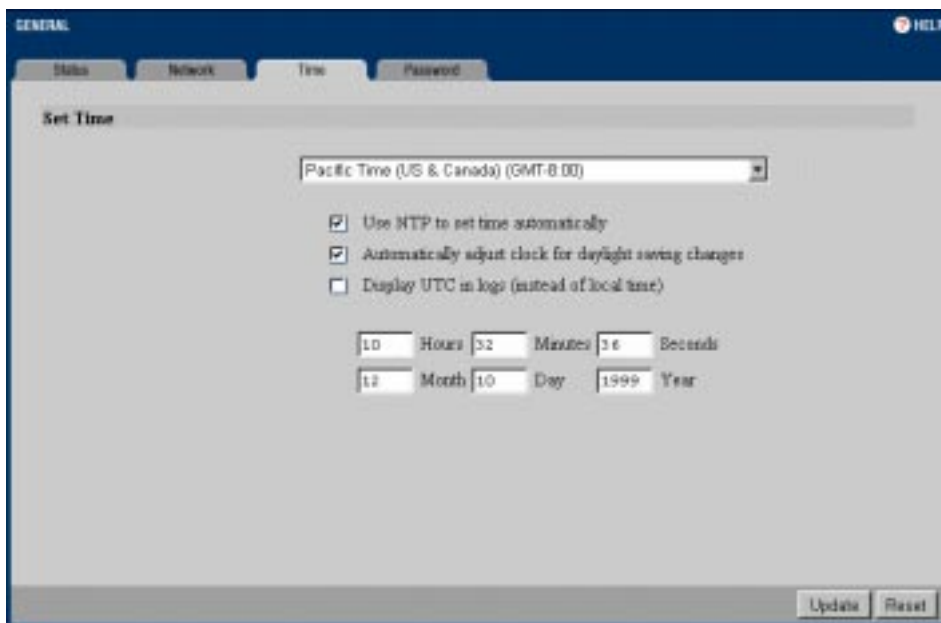 GENERAL
HELP
Status Network Time Password
Set Time
Pacific Time (US & Canada) (GMT-8:00)
Use NTP to set time automatically
Automatically adjust clock for daylight saving changes
Display UTC in logs (instead of local time)
10 Hours 32 Minutes 36 Seconds
12 Month 10 Day 1999 Year
Update Reset